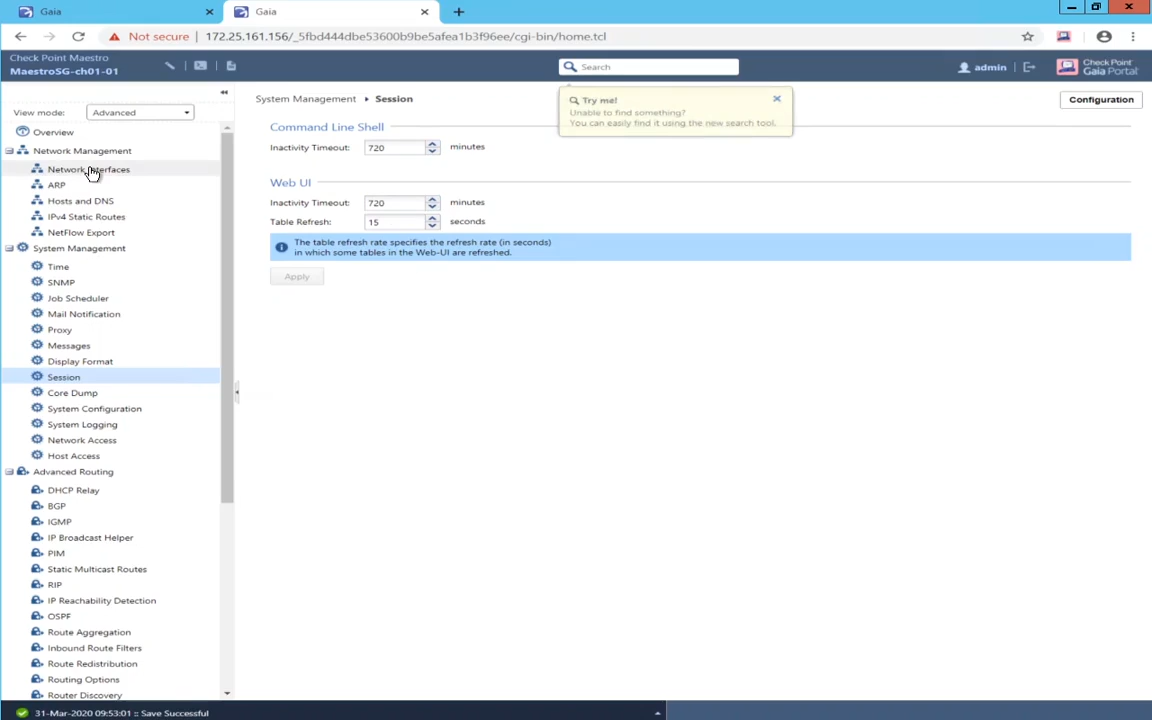 Gaia
Gaia
Not secure
172.25.161.156/_5fbd444dbe53600b9be5afea1b3f96ee/cgi-bin/home.tcl
Check Point Maestro
MaestroSG-ch01-01
Search
admin
Check Point
Gaia Portal
View mode:
Advanced
System Management
Session
Try me!
Unable to find something?
You can easily find it using the new search tool.
Configuration
Overview
Network Management
Network Interfaces
ARP
Hosts and DNS
IPv4 Static Routes
NetFlow Export
System Management
Time
SNMP
Job Scheduler
Mail Notification
Proxy
Messages
Display Format
Session
Core Dump
System Configuration
System Logging
Network Access
Host Access
Advanced Routing
DHCP Relay
BGP
IGMP
IP Broadcast Helper
PIM
Static Multicast Routes
RIP
IP Reachability Detection
OSPF
Route Aggregation
Inbound Route Filters
Route Redistribution
Routing Options
Router Discovery
Command Line Shell
Inactivity Timeout: 720 minutes
Web UI
Inactivity Timeout: 720 minutes
Table Refresh: 15 seconds
The table refresh rate specifies the refresh rate (in seconds)
in which some tables in the Web-UI are refreshed.
Apply
31-Mar-2020 09:53:01 :: Save Successful